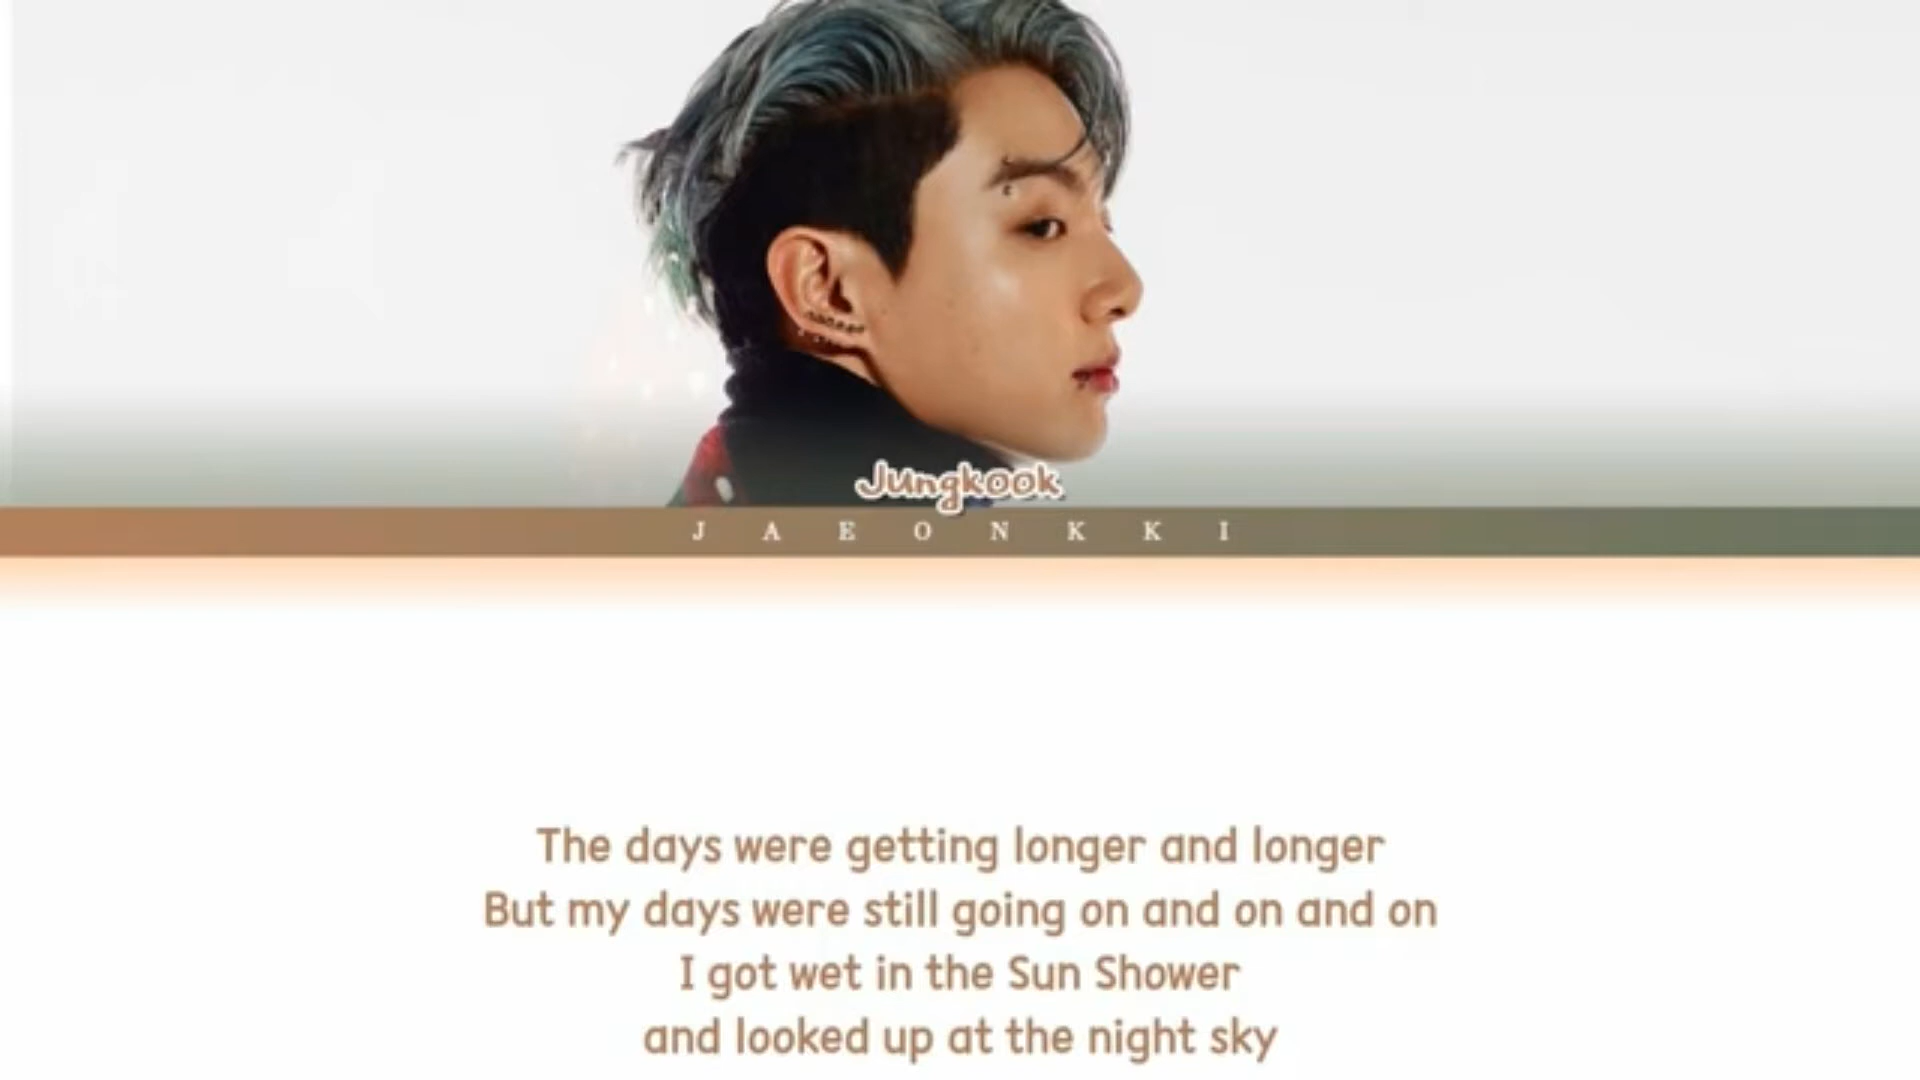 Jungkook
JAEONKKI
The days were getting longer and longer
But my days were still going on and on and on
I got wet in the Sun Shower
and looked up at the night sky